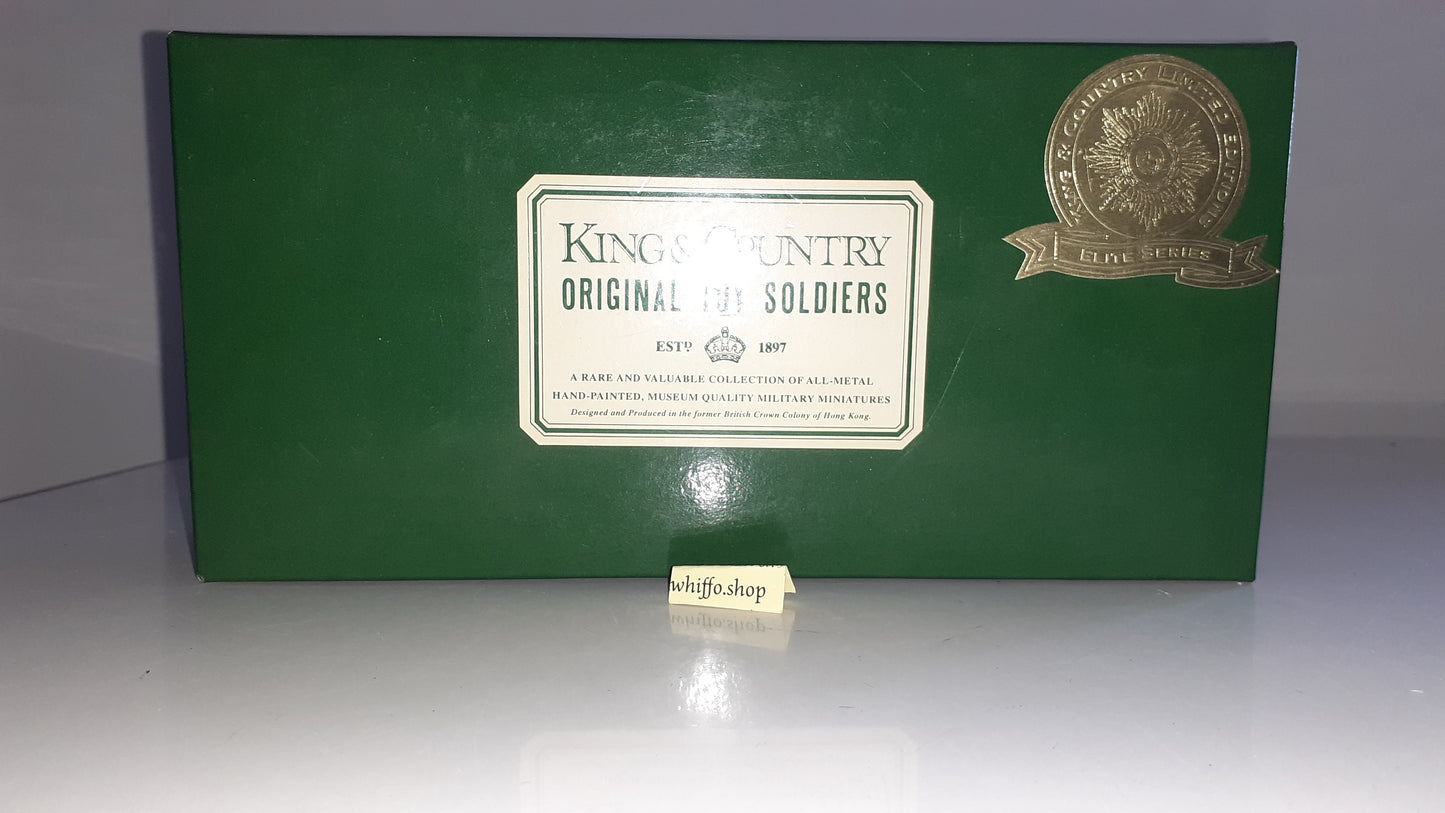 KING & COUNTRY LIMITED EDITIONS
ELITE SERIES
KING & COUNTRY
ORIGINAL TOY SOLDIERS
ESTD 1897
A RARE AND VALUABLE COLLECTION OF ALL-METAL
HAND-PAINTED, MUSEUM QUALITY MILITARY MINIATURES
Designed and Produced in the former British Crown Colony of Hong Kong.
whiffo.shop